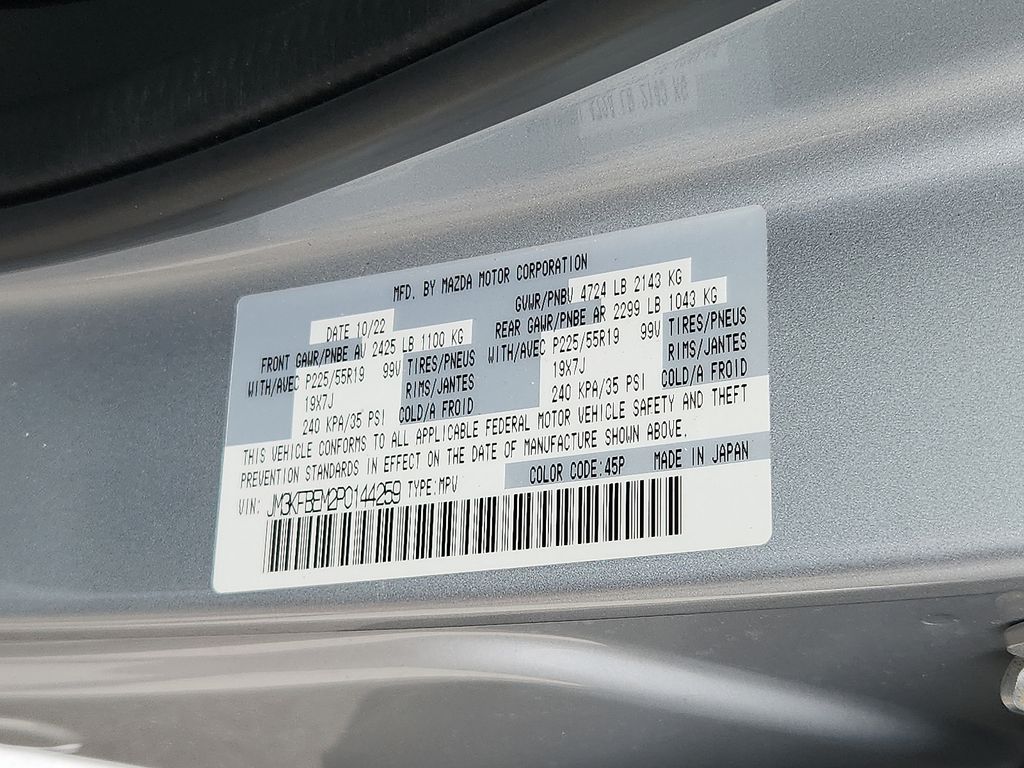 MFD. BY MAZDA MOTOR CORPORATION
DATE 10/22 GVWR/PNBV 4724 LB 2143 KG
FRONT GAWR/PNBE AV 2425 LB 1100 KG REAR GAWR/PNBE AR 2299 LB 1043 KG
WITH/AVEC P225/55R19 99V TIRES/PNEUS WITH/AVEC P225/55R19 99V TIRES/PNEUS
19X7J RIMS/JANTES 19X7J RIMS/JANTES
240 KPA/35 PSI COLD/A FROID 240 KPA/35 PSI COLD/A FROID
THIS VEHICLE CONFORMS TO ALL APPLICABLE FEDERAL MOTOR VEHICLE SAFETY AND THEFT
PREVENTION STANDARDS IN EFFECT ON THE DATE OF MANUFACTURE SHOWN ABOVE.
COLOR CODE:45P MADE IN JAPAN
VIN: JM3KFBEM2P0144259 TYPE:MPV